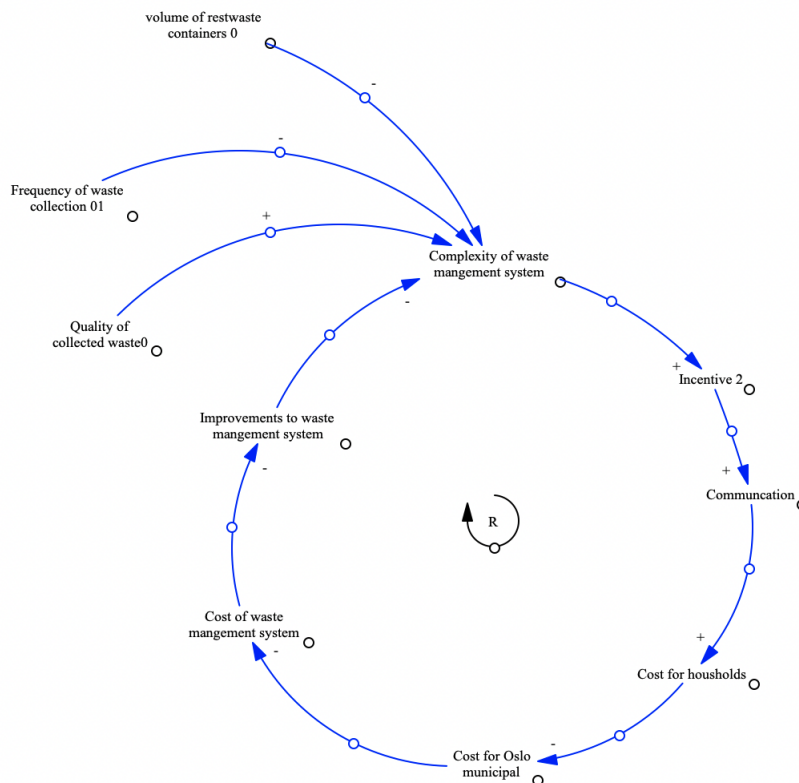 volume of restwaste
containers 0
-
-
Frequency of waste
collection 01
+
Complexity of waste
mangement system
-
Quality of
collected waste0
+
Incentive 2
Improvements to waste
mangement system
-
+
Communcation
R
Cost of waste
mangement system
-
+
Cost for housholds
-
Cost for Oslo
municipal